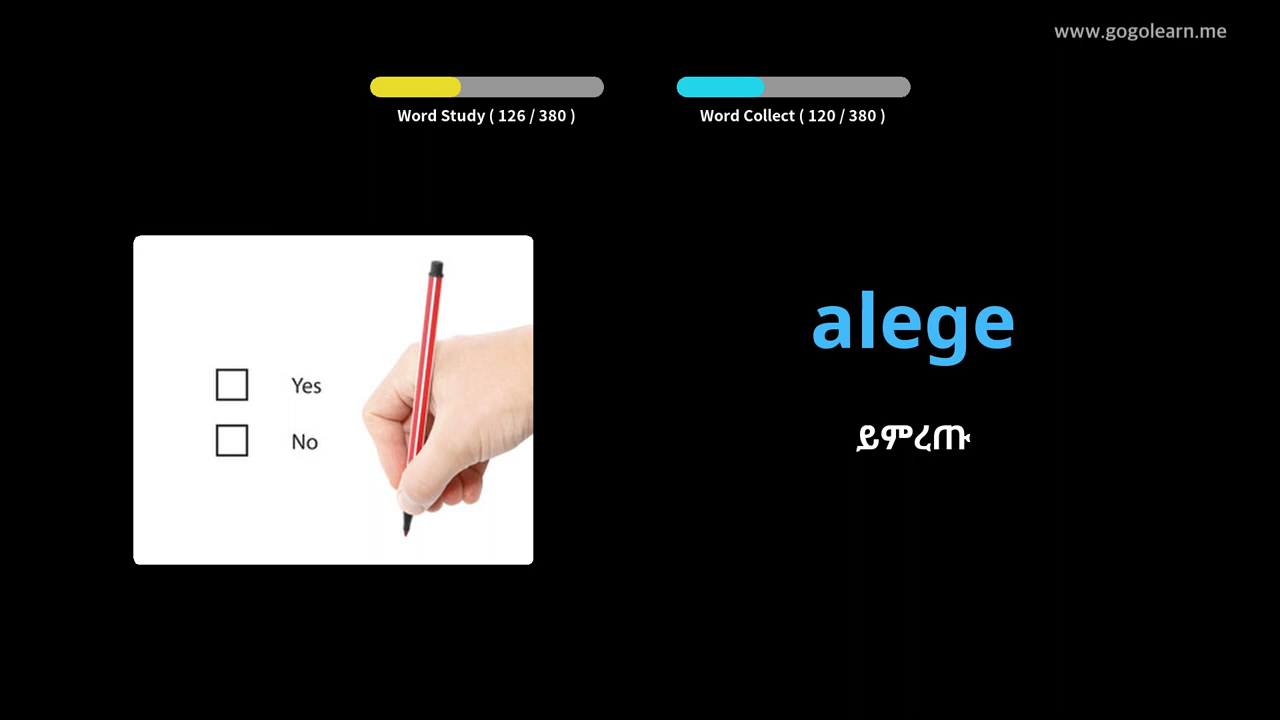 www.gogolearn.me
Word Study ( 126 / 380 )
Word Collect ( 120 / 380 )
Yes
No
alege
ይምረጡ